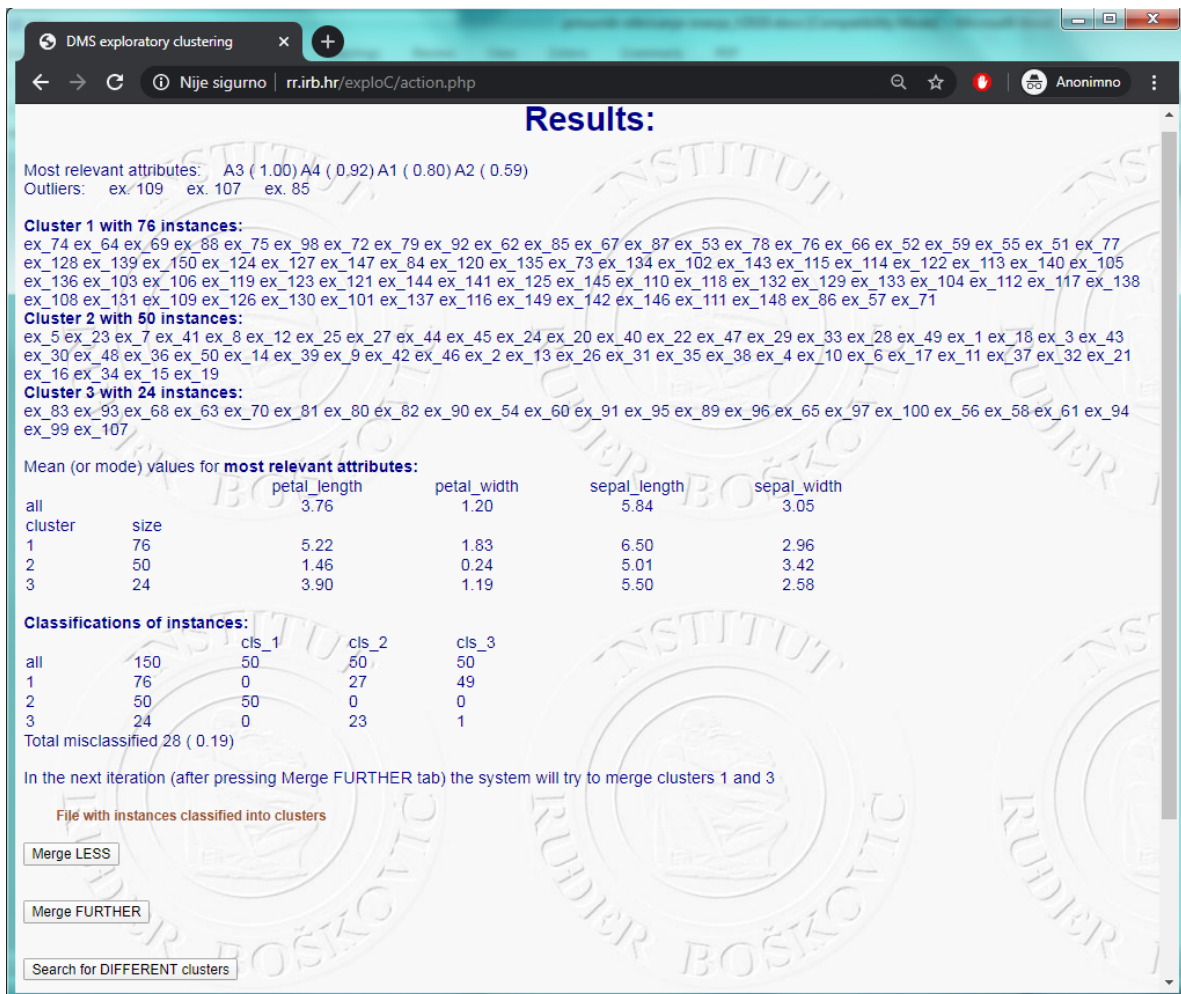 DMS exploratory clustering
Nije sigurno | rr.irb.hr/exploC/action.php
Anonimno
Results:
Most relevant attributes: A3 ( 1.00) A4 ( 0.92) A1 ( 0.80) A2 ( 0.59)
Outliers: ex. 109 ex. 107 ex. 85
Cluster 1 with 76 instances:
ex_74 ex_64 ex_69 ex_88 ex_75 ex_98 ex_72 ex_79 ex_92 ex_62 ex_85 ex_67 ex_87 ex_53 ex_78 ex_76 ex_66 ex_52 ex_59 ex_55 ex_51 ex_77
ex_128 ex_139 ex_150 ex_124 ex_127 ex_147 ex_84 ex_120 ex_135 ex_73 ex_134 ex_102 ex_143 ex_115 ex_114 ex_122 ex_113 ex_140 ex_105
ex_136 ex_103 ex_106 ex_119 ex_123 ex_121 ex_144 ex_141 ex_125 ex_145 ex_110 ex_118 ex_132 ex_129 ex_133 ex_104 ex_112 ex_117 ex_138
ex_108 ex_131 ex_109 ex_126 ex_130 ex_101 ex_137 ex_116 ex_149 ex_142 ex_146 ex_111 ex_148 ex_86 ex_57 ex_71
Cluster 2 with 50 instances:
ex_5 ex_23 ex_7 ex_41 ex_8 ex_12 ex_25 ex_27 ex_44 ex_45 ex_24 ex_20 ex_40 ex_22 ex_47 ex_29 ex_33 ex_28 ex_49 ex_1 ex_18 ex_3 ex_43
ex_30 ex_48 ex_36 ex_50 ex_14 ex_39 ex_9 ex_42 ex_46 ex_2 ex_13 ex_26 ex_31 ex_35 ex_38 ex_4 ex_10 ex_6 ex_17 ex_11 ex_37 ex_32 ex_21
ex_16 ex_34 ex_15 ex_19
Cluster 3 with 24 instances:
ex_83 ex_93 ex_68 ex_63 ex_70 ex_81 ex_80 ex_82 ex_90 ex_54 ex_60 ex_91 ex_95 ex_89 ex_96 ex_65 ex_97 ex_100 ex_56 ex_58 ex_61 ex_94
ex_99 ex_107
Mean (or mode) values for most relevant attributes:
petal_length petal_width sepal_length sepal_width
all 3.76 1.20 5.84 3.05
cluster size
1 76 5.22 1.83 6.50 2.96
2 50 1.46 0.24 5.01 3.42
3 24 3.90 1.19 5.50 2.58
Classifications of instances:
cls_1 cls_2 cls_3
all 150 50 50 50
1 76 0 27 49
2 50 50 0 0
3 24 0 23 1
Total misclassified 28 ( 0.19)
In the next iteration (after pressing Merge FURTHER tab) the system will try to merge clusters 1 and 3
File with instances classified into clusters
Merge LESS
Merge FURTHER
Search for DIFFERENT clusters
INSTITUT
RUĐER BOŠKOVIĆ